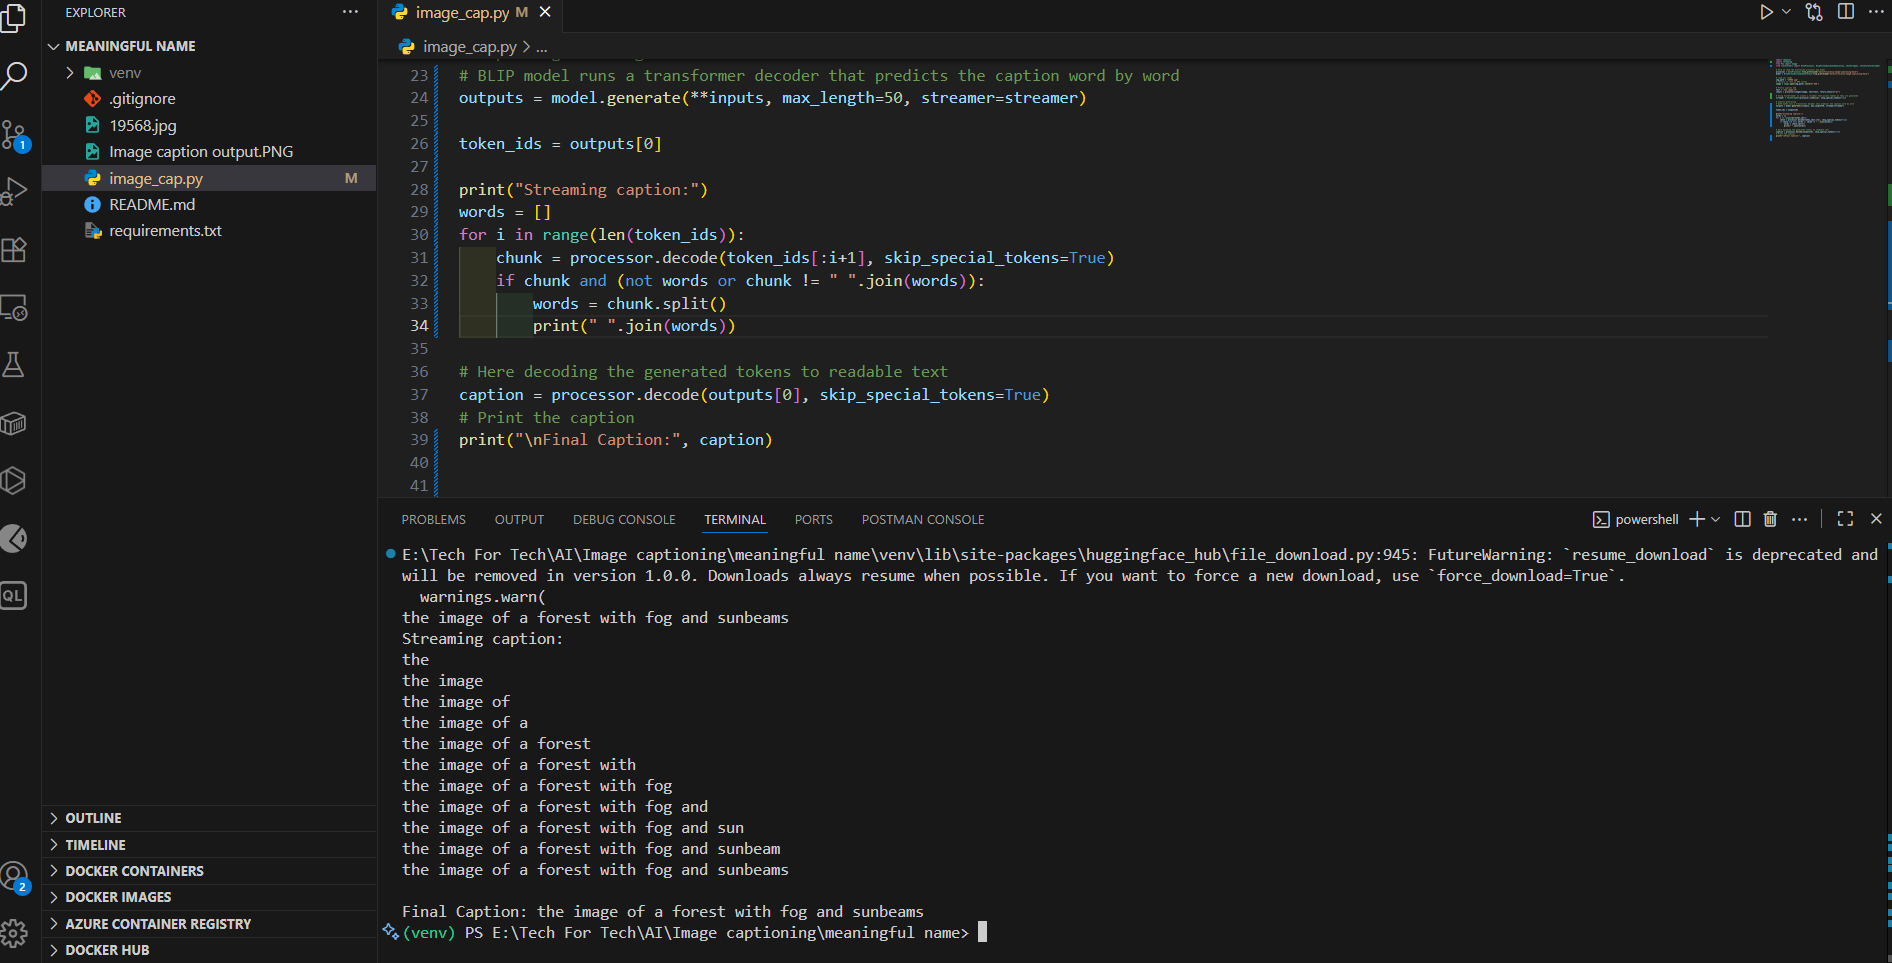 EXPLORER
MEANINGFUL NAME
venv
.gitignore
19568.jpg
Image caption output.PNG
image_cap.py M
README.md
requirements.txt
OUTLINE
TIMELINE
DOCKER CONTAINERS
DOCKER IMAGES
AZURE CONTAINER REGISTRY
DOCKER HUB
1
QL
2
image_cap.py M
image_cap.py > ...
23 # BLIP model runs a transformer decoder that predicts the caption word by word
24 outputs = model.generate(**inputs, max_length=50, streamer=streamer)
25
26 token_ids = outputs[0]
27
28 print("Streaming caption:")
29 words = []
30 for i in range(len(token_ids)):
31 chunk = processor.decode(token_ids[:i+1], skip_special_tokens=True)
32 if chunk and (not words or chunk != " ".join(words)):
33 words = chunk.split()
34 print(" ".join(words))
35
36 # Here decoding the generated tokens to readable text
37 caption = processor.decode(outputs[0], skip_special_tokens=True)
38 # Print the caption
39 print("\nFinal Caption:", caption)
40
41
PROBLEMS OUTPUT DEBUG CONSOLE TERMINAL PORTS POSTMAN CONSOLE
powershell
E:\Tech For Tech\AI\Image captioning\meaningful name\venv\lib\site-packages\huggingface_hub\file_download.py:945: FutureWarning: `resume_download` is deprecated and
will be removed in version 1.0.0. Downloads always resume when possible. If you want to force a new download, use `force_download=True`.
warnings.warn(
the image of a forest with fog and sunbeams
Streaming caption:
the
the image
the image of
the image of a
the image of a forest
the image of a forest with
the image of a forest with fog
the image of a forest with fog and
the image of a forest with fog and sun
the image of a forest with fog and sunbeam
the image of a forest with fog and sunbeams
Final Caption: the image of a forest with fog and sunbeams
(venv) PS E:\Tech For Tech\AI\Image captioning\meaningful name>